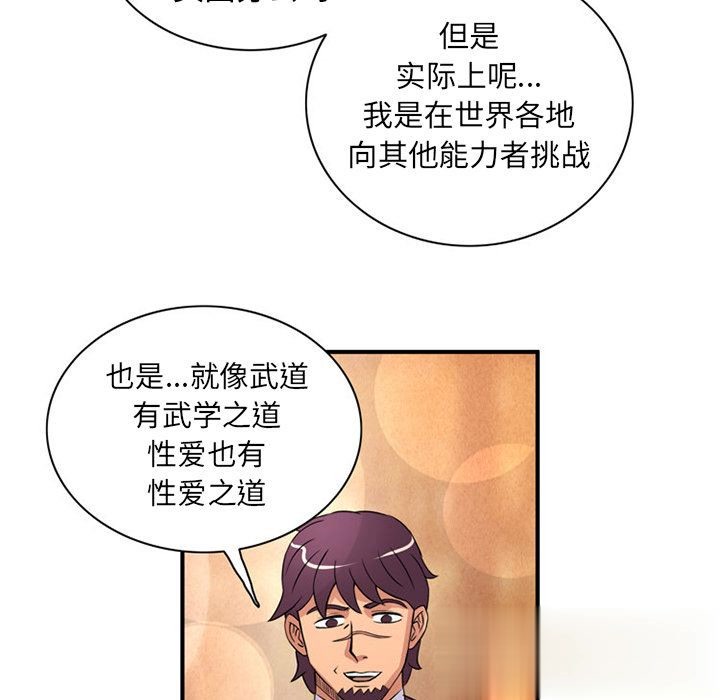 但是
实际上呢...
我是在世界各地
向其他能力者挑战
也是...就像武道
有武学之道
性爱也有
性爱之道